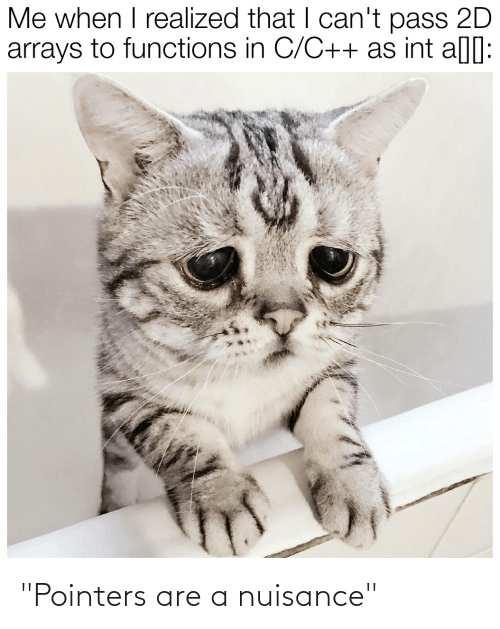 Me when I realized that I can't pass 2D
arrays to functions in C/C++ as int a[][]:
"Pointers are a nuisance"